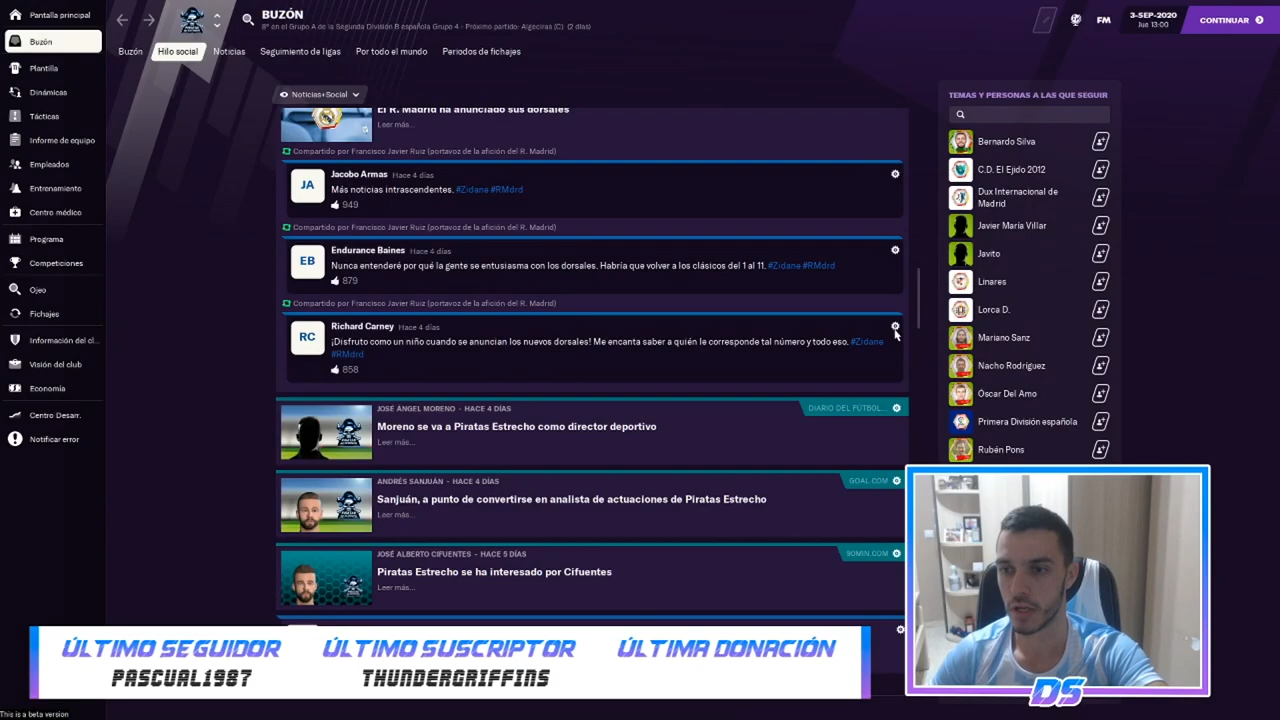 Pantalla principal
Buzón
Plantilla
Dinámicas
Tácticas
Informe de equipo
Empleados
Entrenamiento
Centro médico
Programa
Competiciones
Ojeo
Fichajes
Información del cl...
Visión del club
Economía
Centro Desarr.
Notificar error
This is a beta version
BUZÓN
8º en el Grupo A de la Segunda División B española Grupo 4 - Próximo partido: Algeciras (C) (2 días)
FM
3-SEP-2020
Jue 13:00
CONTINUAR
Buzón Hilo social Noticias Seguimiento de ligas Por todo el mundo Periodos de fichajes
Noticias+Social
El R. Madrid ha anunciado sus dorsales
Leer más...
Compartido por Francisco Javier Ruiz (portavoz de la afición del R. Madrid)
JA
Jacobo Armas Hace 4 días
Más noticias intrascendentes. #Zidane #RMdrd
949
Compartido por Francisco Javier Ruiz (portavoz de la afición del R. Madrid)
EB
Endurance Baines Hace 4 días
Nunca entenderé por qué la gente se entusiasma con los dorsales. Habría que volver a los clásicos del 1 al 11. #Zidane #RMdrd
879
Compartido por Francisco Javier Ruiz (portavoz de la afición del R. Madrid)
RC
Richard Carney Hace 4 días
¡Disfruto como un niño cuando se anuncian los nuevos dorsales! Me encanta saber a quién le corresponde tal número y todo eso. #Zidane
#RMdrd
858
JOSÉ ÁNGEL MORENO - HACE 4 DÍAS
DIARIO DEL FÚTBOL...
Moreno se va a Piratas Estrecho como director deportivo
Leer más...
ANDRÉS SANJUÁN - HACE 4 DÍAS
GOAL.COM
Sanjuán, a punto de convertirse en analista de actuaciones de Piratas Estrecho
Leer más...
JOSÉ ALBERTO CIFUENTES - HACE 5 DÍAS
90MIN.COM
Piratas Estrecho se ha interesado por Cifuentes
Leer más...
TEMAS Y PERSONAS A LAS QUE SEGUIR
Bernardo Silva
C.D. El Ejido 2012
Dux Internacional de
Madrid
Javier María Villar
Javito
Linares
Lorca D.
Mariano Sanz
Nacho Rodríguez
Óscar Del Amo
Primera División española
Rubén Pons
ÚLTIMO SEGUIDOR
PASCUAL1987
ÚLTIMO SUSCRIPTOR
THUNDERGRIFFINS
ÚLTIMA DONACIÓN
DS